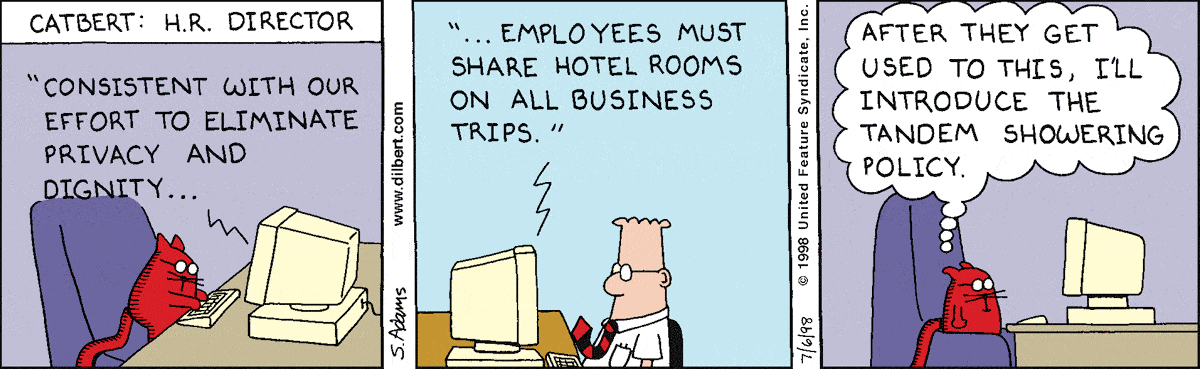 CATBERT: H.R. DIRECTOR
"CONSISTENT WITH OUR
EFFORT TO ELIMINATE
PRIVACY AND
DIGNITY...
"... EMPLOYEES MUST
SHARE HOTEL ROOMS
ON ALL BUSINESS
TRIPS."
S. Adams
www.dilbert.com
7/6/98
© 1998 United Feature Syndicate, Inc.
AFTER THEY GET
USED TO THIS, I'LL
INTRODUCE THE
TANDEM SHOWERING
POLICY.